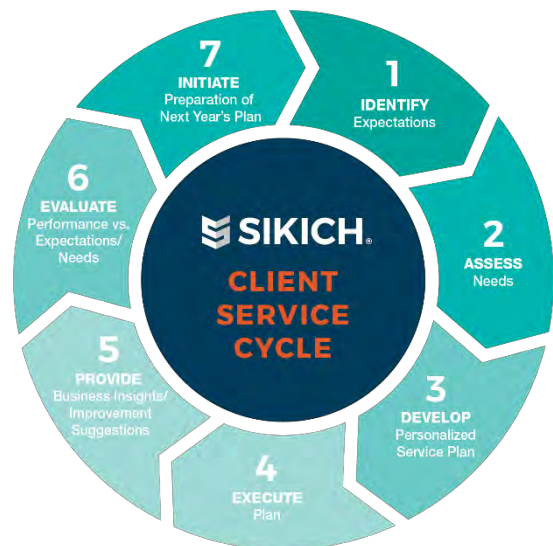 SIKICH®
CLIENT
SERVICE
CYCLE
1
IDENTIFY
Expectations
2
ASSESS
Needs
3
DEVELOP
Personalized
Service Plan
4
EXECUTE
Plan
5
PROVIDE
Business Insights/
Improvement
Suggestions
6
EVALUATE
Performance vs.
Expectations/
Needs
7
INITIATE
Preparation of
Next Year's Plan